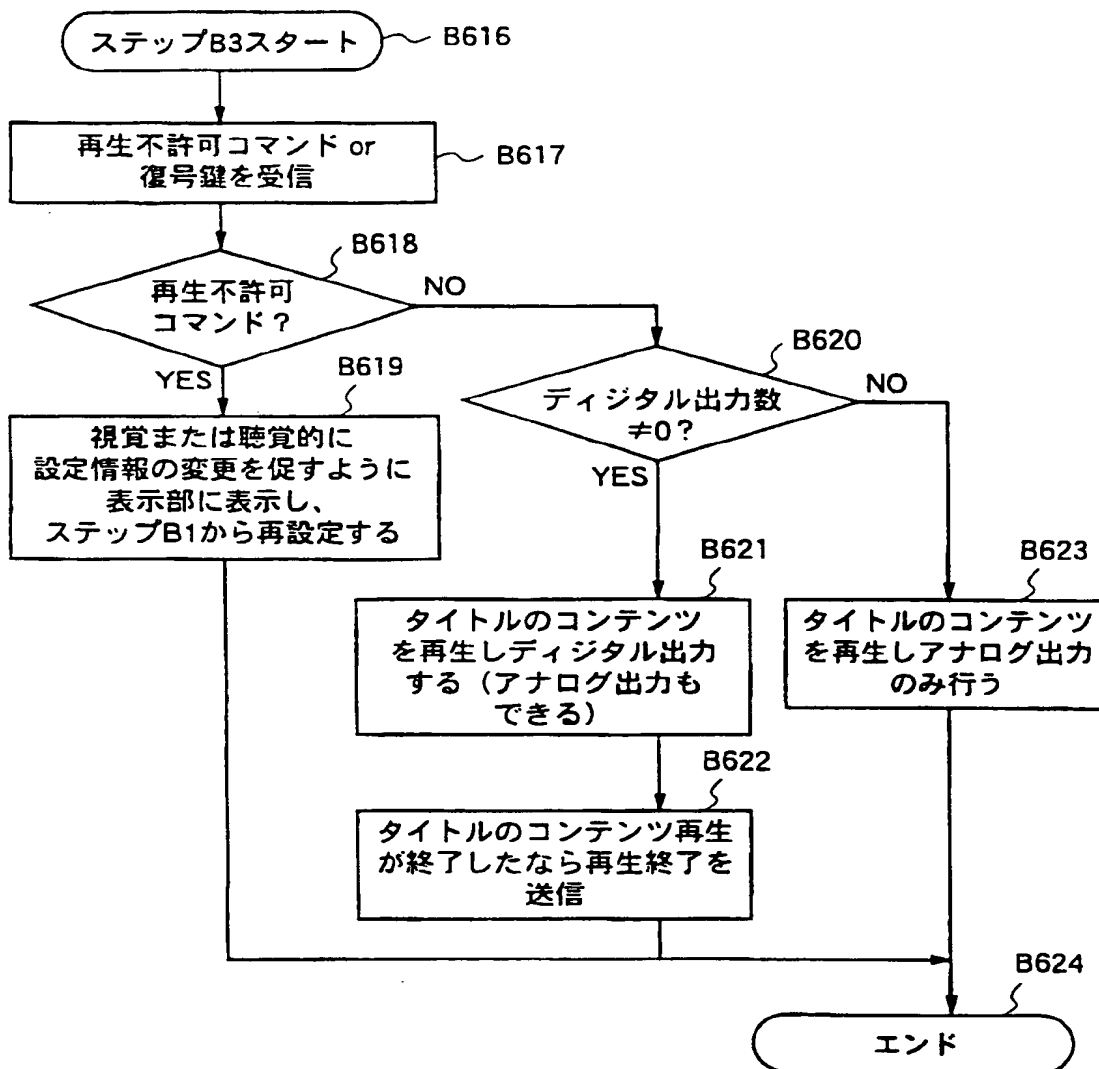 ステップB3スタート
B616
再生不許可コマンド or
復号鍵を受信
B617
B618
再生不許可
コマンド？
NO
YES
B619
視覚または聴覚的に
設定情報の変更を促すように
表示部に表示し、
ステップB1から再設定する
B620
ディジタル出力数
≠0？
NO
YES
B621
タイトルのコンテンツ
を再生しディジタル出力
する（アナログ出力も
できる）
B623
タイトルのコンテンツ
を再生しアナログ出力
のみ行う
B622
タイトルのコンテンツ再生
が終了したなら再生終了を
送信
B624
エンド